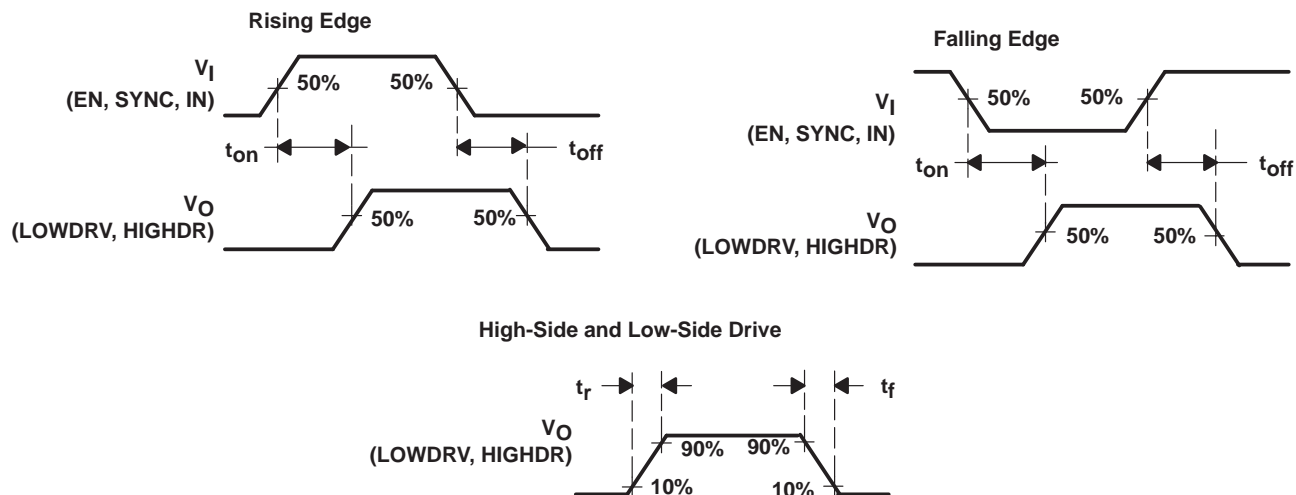 Rising Edge
VI
(EN, SYNC, IN)
50%
50%
ton
toff
VO
(LOWDRV, HIGHDR)
50%
50%
Falling Edge
VI
(EN, SYNC, IN)
50%
50%
ton
toff
VO
(LOWDRV, HIGHDR)
50%
50%
High-Side and Low-Side Drive
tr
tf
VO
(LOWDRV, HIGHDR)
90%
90%
10%
10%